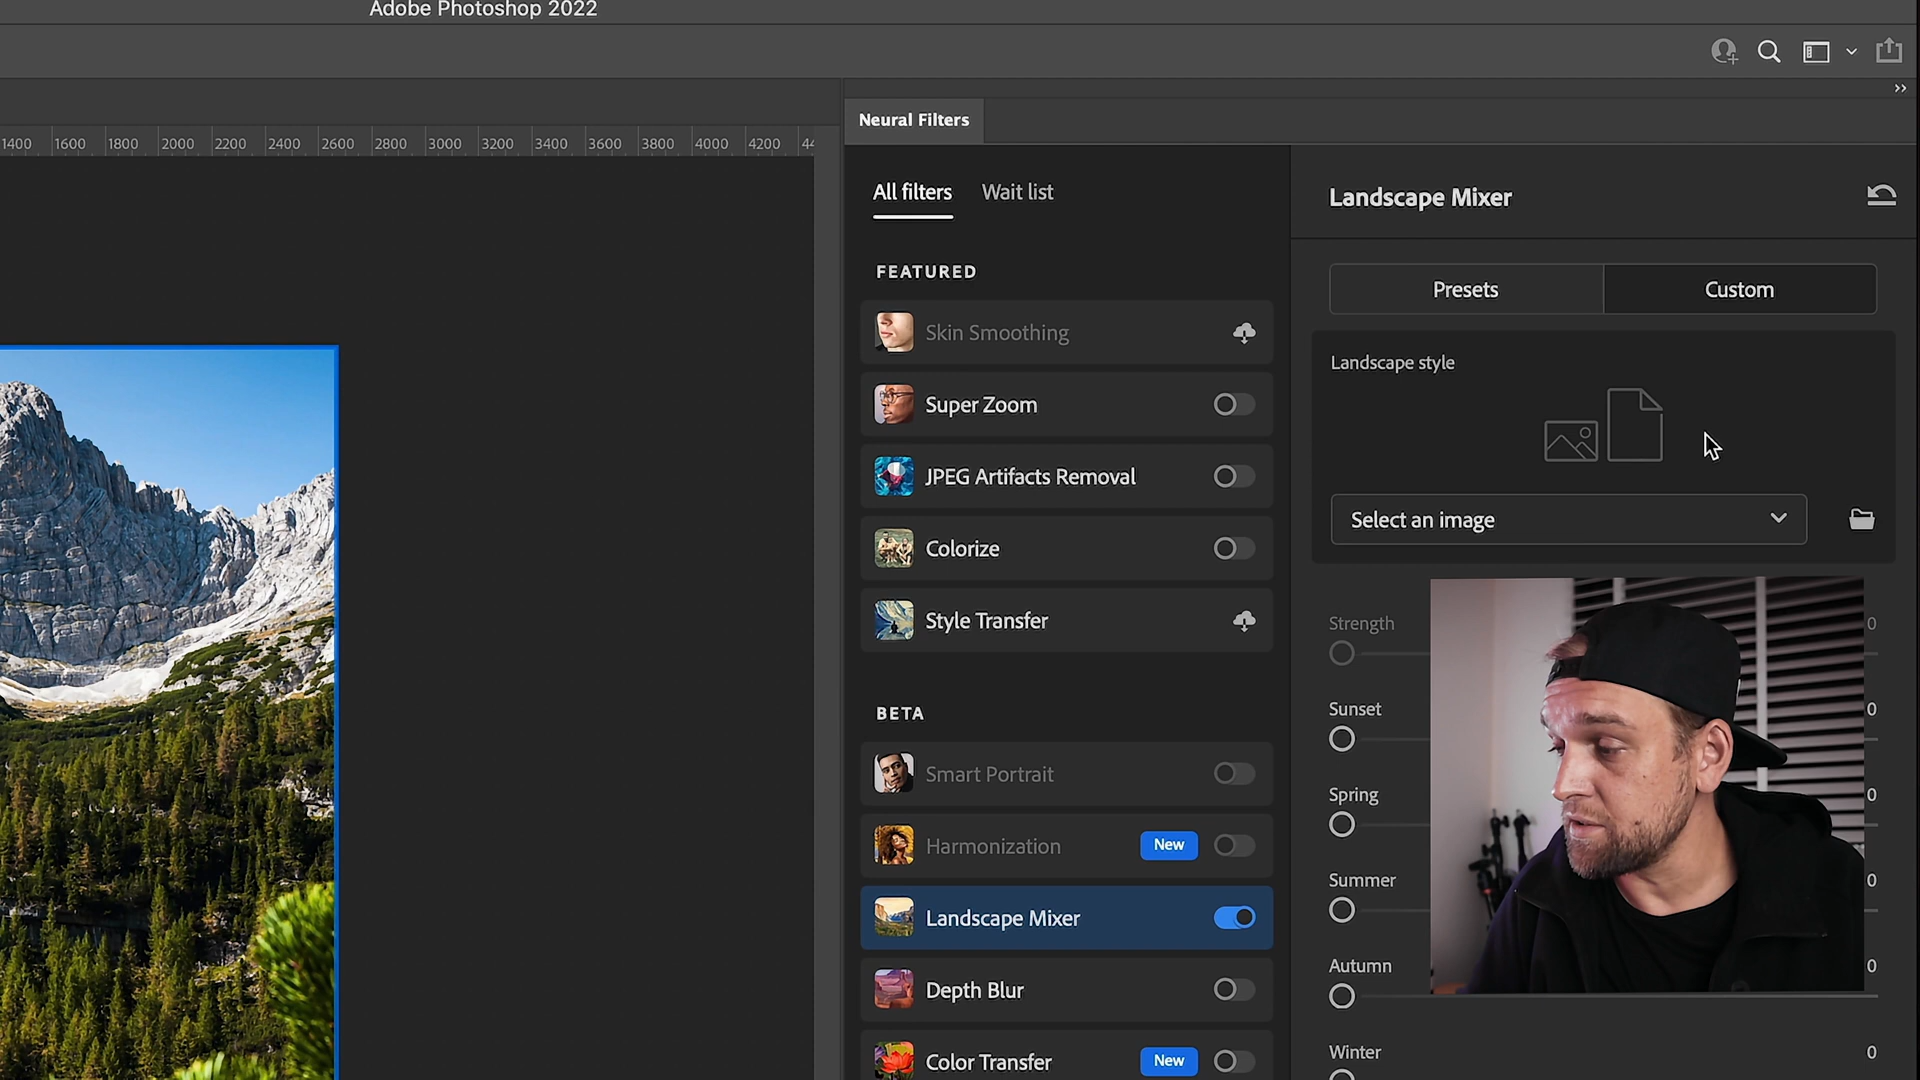 Adobe Photoshop 2022
1400 1600 1800 2000 2200 2400 2600 2800 3000 3200 3400 3600 3800 4000 4200 44
Neural Filters
All filters Wait list
FEATURED
Skin Smoothing
Super Zoom
JPEG Artifacts Removal
Colorize
Style Transfer
BETA
Smart Portrait
Harmonization New
Landscape Mixer
Depth Blur
Color Transfer New
Landscape Mixer
Presets Custom
Landscape style
Select an image
Strength 0
Sunset 0
Spring 0
Summer 0
Autumn 0
Winter 0